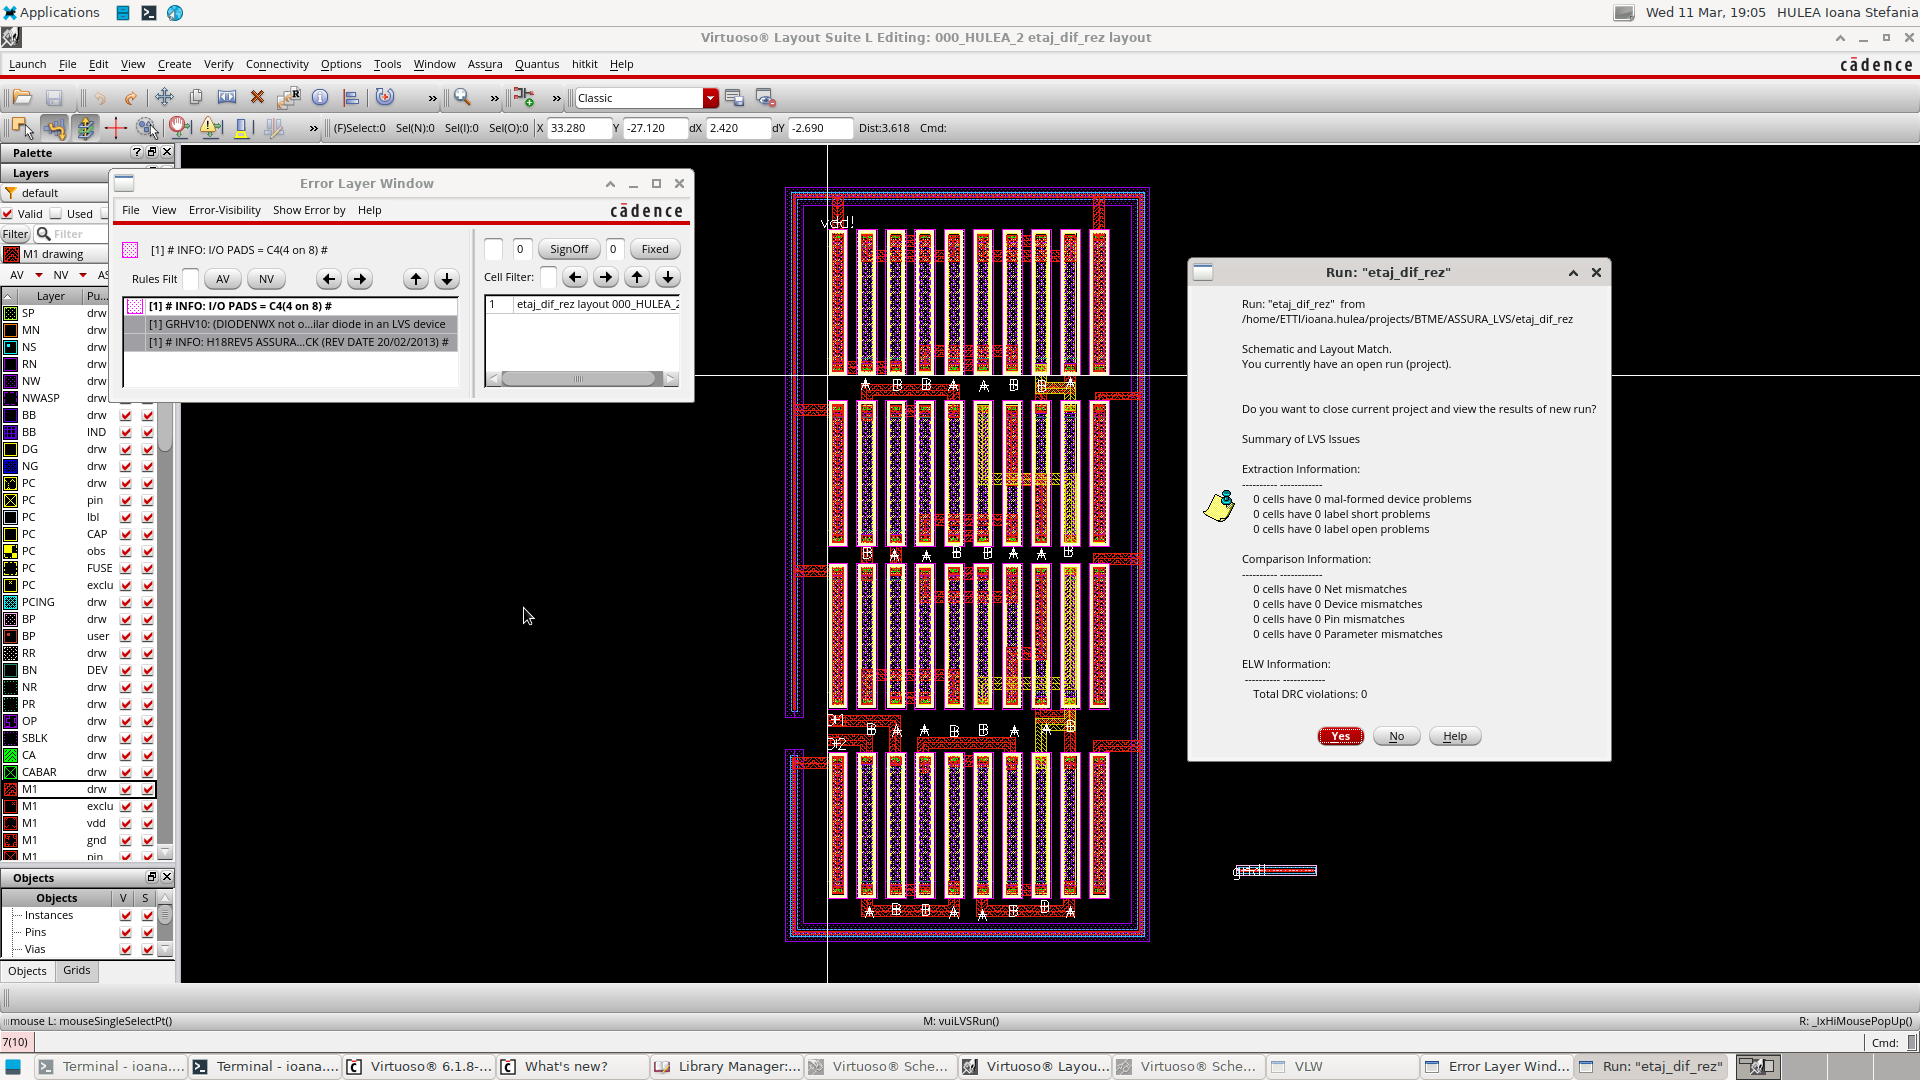 Applications
Wed 11 Mar, 19:05 HULEA Ioana Stefania
Virtuoso® Layout Suite L Editing: 000_HULEA_2 etaj_dif_rez layout
Launch File Edit View Create Verify Connectivity Options Tools Window Assura Quantus hitkit Help
cādence
» » » Classic
» (F)Select:0 Sel(N):0 Sel(I):0 Sel(O):0 X 33.280 Y -27.120 dX 2.420 dY -2.690 Dist:3.618 Cmd:
Palette
Layers
default
Valid Used
Filter
M1 drawing
AV NV AS
Layer Pu...
SP drw
MN drw
NS drw
RN drw
NW drw
NWASP drw
BB drw
BB IND
DG drw
NG drw
PC drw
PC pin
PC lbl
PC CAP
PC obs
PC FUSE
PC exclu
PCING drw
BP drw
BP user
RR drw
BN DEV
NR drw
PR drw
OP drw
SBLK drw
CA drw
CABAR drw
M1 drw
M1 exclu
M1 vdd
M1 gnd
M1 pin
Objects
Objects V S
Instances
Pins
Vias
Objects Grids
Error Layer Window
File View Error-Visibility Show Error by Help
cādence
[1] # INFO: I/O PADS = C4(4 on 8) #
Rules Filt AV NV
[1] # INFO: I/O PADS = C4(4 on 8) #
[1] GRHV10: (DIODENWX not o...ilar diode in an LVS device
[1] # INFO: H18REV5 ASSURA...CK (REV DATE 20/02/2013) #
0 SignOff 0 Fixed
Cell Filter:
1 etaj_dif_rez layout 000_HULEA_2
vdd!
A B B A A B B A
B A A B B A A B
D1
B A A B B A A B
D2
A B B A A B B A
gnd!
Run: "etaj_dif_rez"
Run: "etaj_dif_rez" from
/home/ETTI/ioana.hulea/projects/BTME/ASSURA_LVS/etaj_dif_rez
Schematic and Layout Match.
You currently have an open run (project).
Do you want to close current project and view the results of new run?
Summary of LVS Issues
Extraction Information:
---------- ------------
0 cells have 0 mal-formed device problems
0 cells have 0 label short problems
0 cells have 0 label open problems
Comparison Information:
---------- ------------
0 cells have 0 Net mismatches
0 cells have 0 Device mismatches
0 cells have 0 Pin mismatches
0 cells have 0 Parameter mismatches
ELW Information:
---------- ------------
Total DRC violations: 0
Yes No Help
mouse L: mouseSingleSelectPt()
M: vuiLVSRun()
R: _lxHiMousePopUp()
7(10)
Cmd:
Terminal - ioana....
Terminal - ioana....
Virtuoso® 6.1.8-...
What's new?
Library Manager:...
Virtuoso® Sche...
Virtuoso® Layou...
Virtuoso® Sche...
VLW
Error Layer Wind...
Run: "etaj_dif_rez"